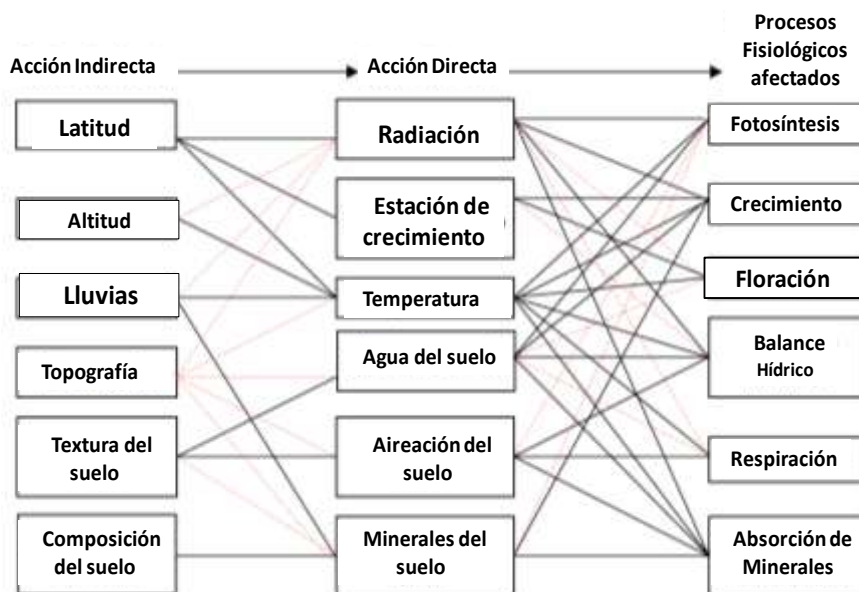 Procesos
Fisiológicos
afectados
Acción Indirecta
Acción Directa
Latitud
Altitud
Lluvias
Topografía
Textura del
suelo
Composición
del suelo
Radiación
Estación de
crecimiento
Temperatura
Agua del suelo
Aireación del
suelo
Minerales del
suelo
Fotosíntesis
Crecimiento
Floración
Balance
Hídrico
Respiración
Absorción de
Minerales